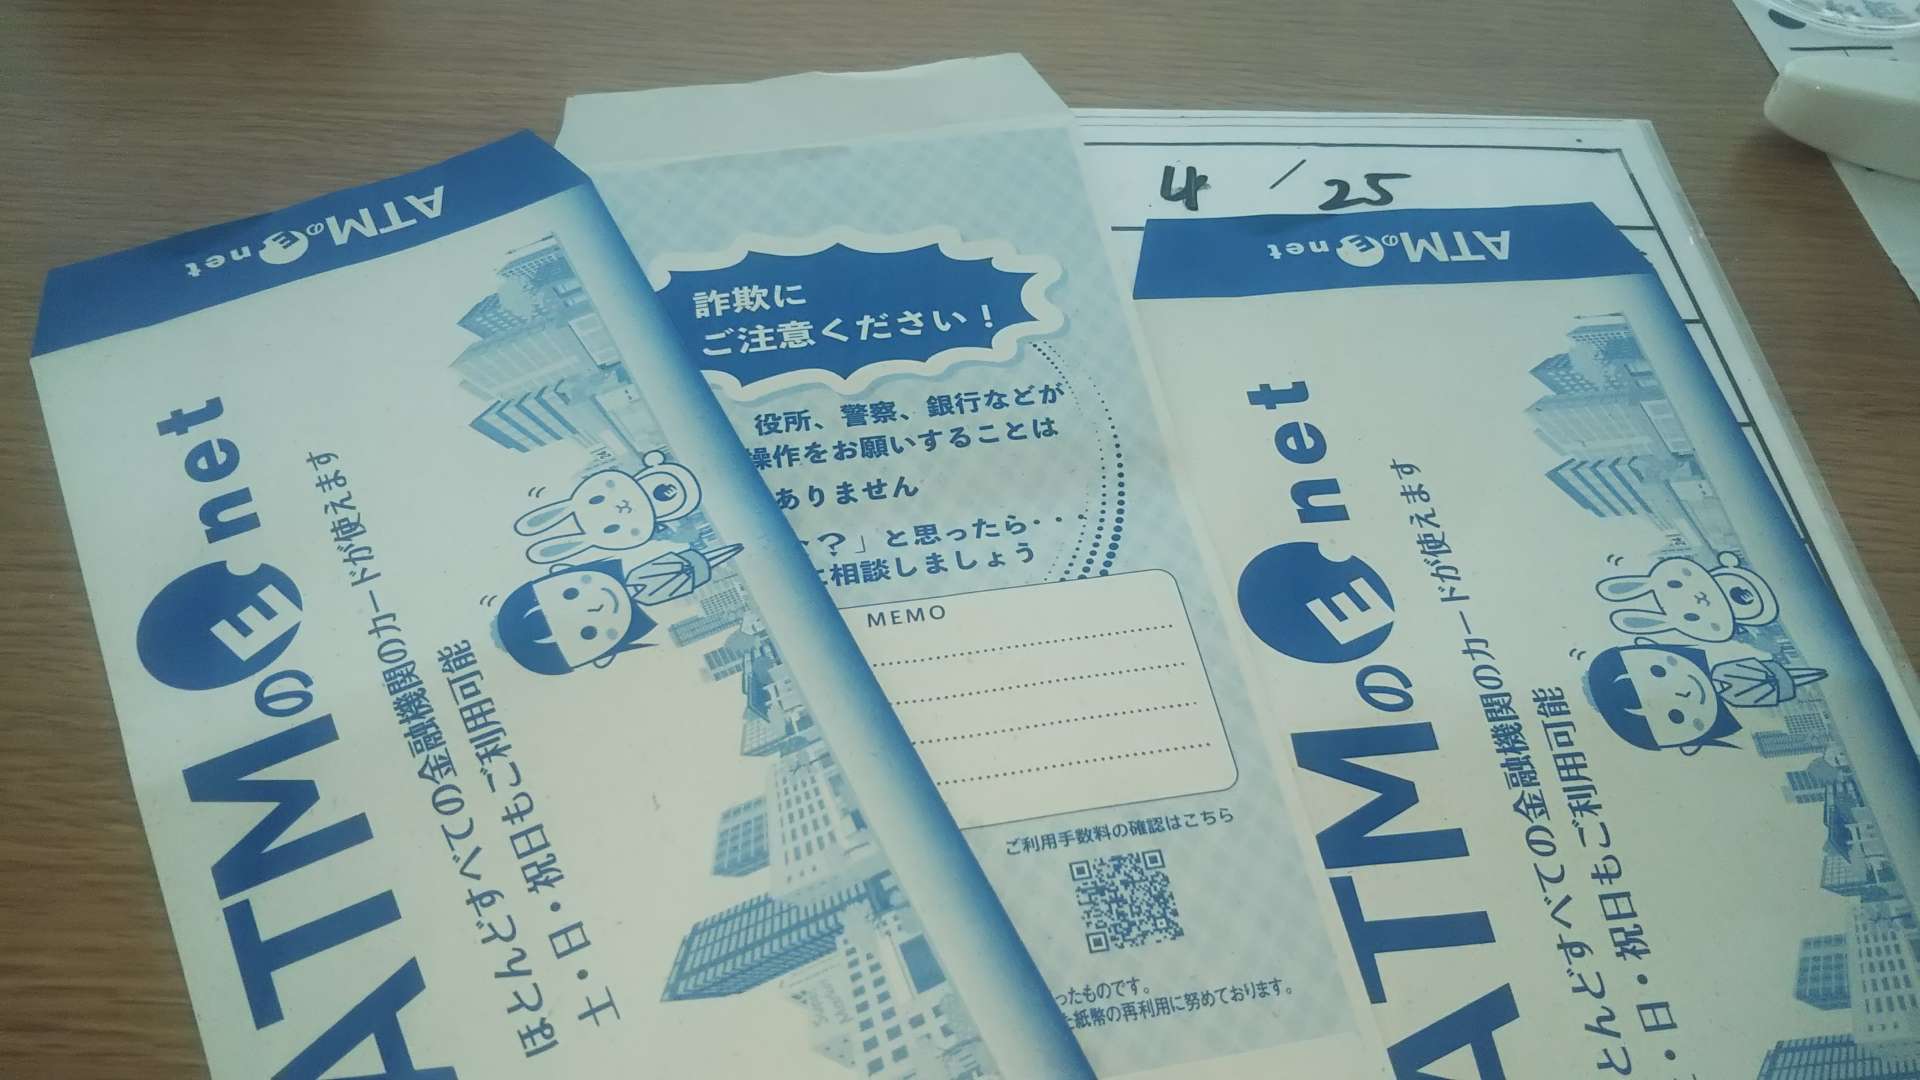 ATMのEnet
ATMのEnet
ほとんどすべての金融機関のカードが使えます
土・日・祝日もご利用可能
詐欺に
ご注意ください！
役所、警察、銀行などが
操作をお願いすることは
ありません
？」と思ったら・・・
相談しましょう
MEMO
ご利用手数料の確認はこちら
ったものです。
紙幣の再利用に努めております。
4/25
ATMのEnet
ATMのEnet
とんどすべての金融機関のカードが使えます
・日・祝日もご利用可能